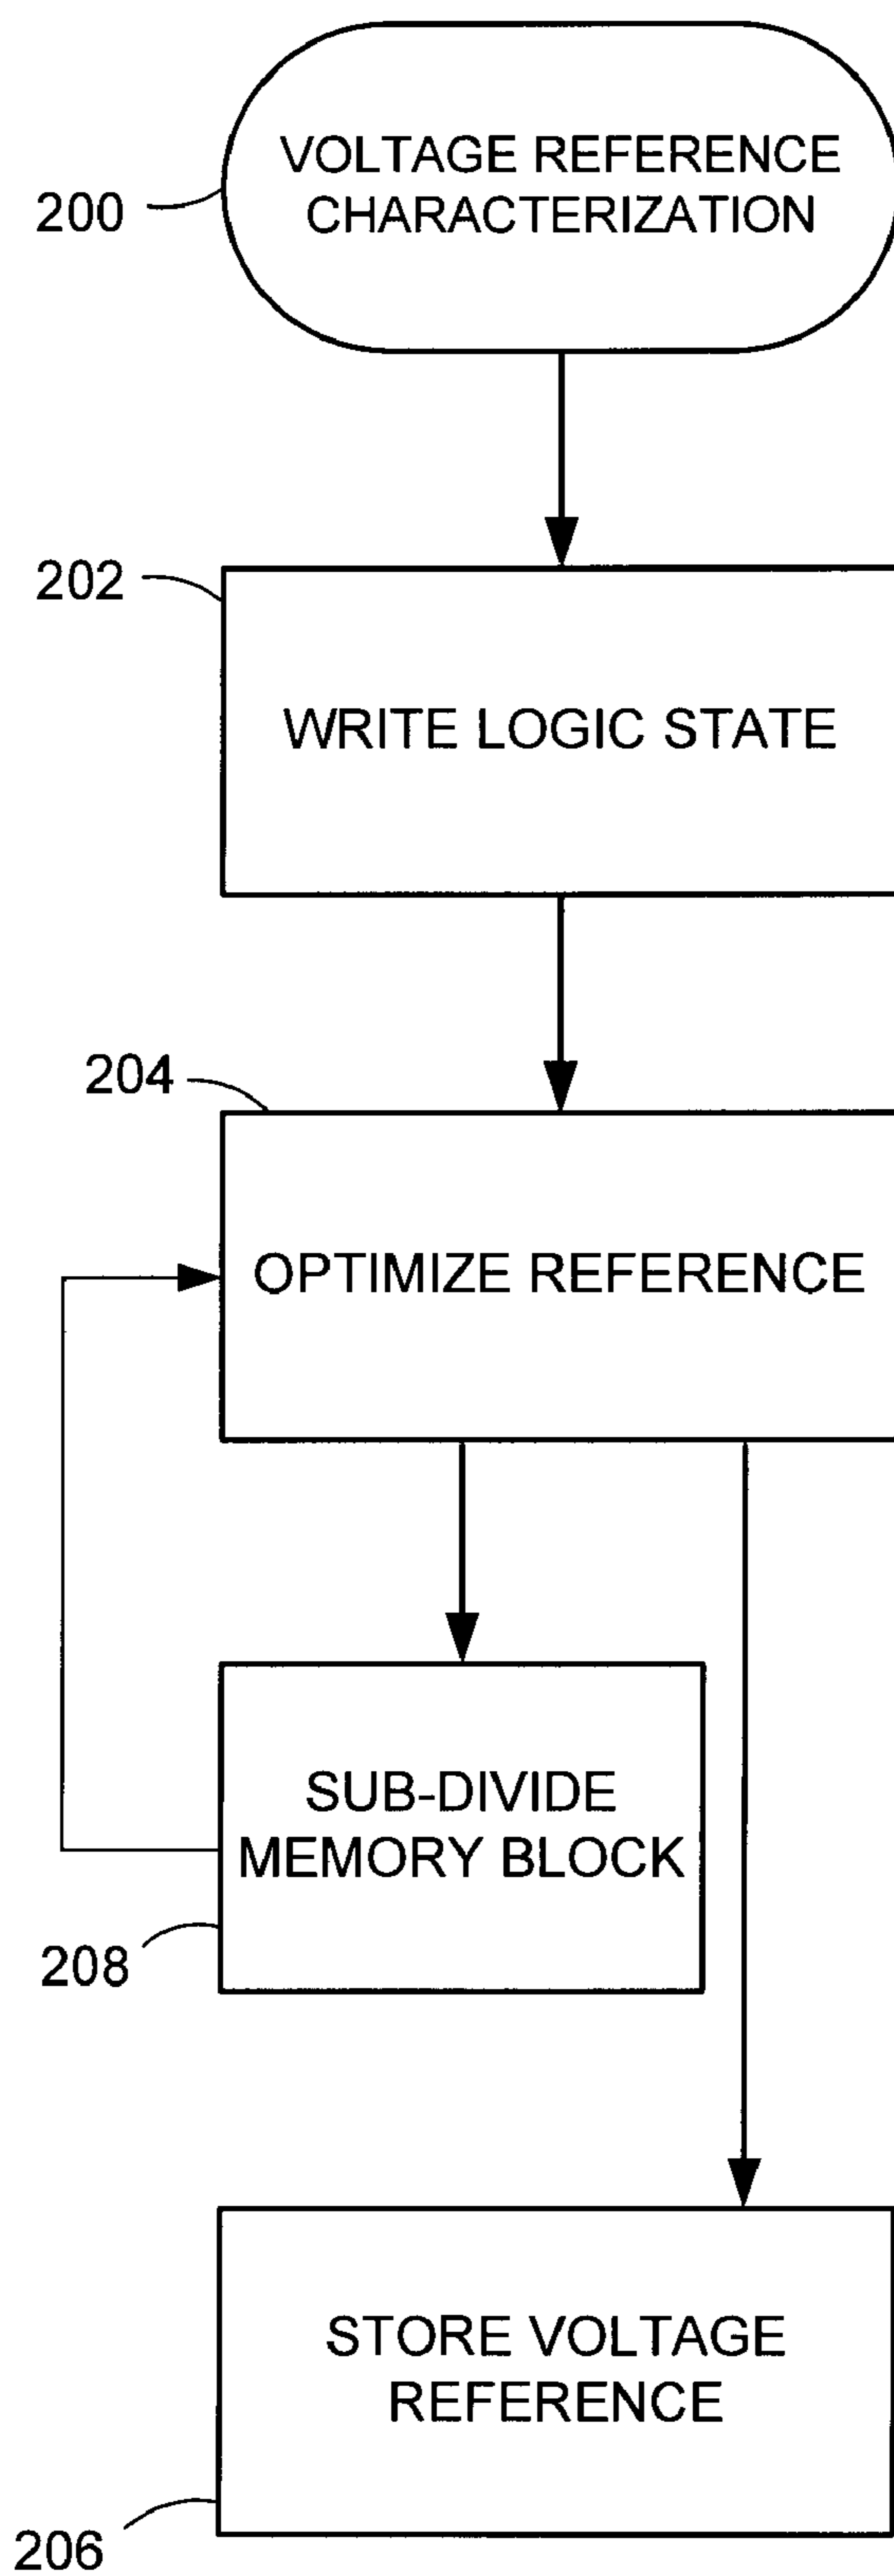 VOLTAGE REFERENCE
CHARACTERIZATION
200
202
WRITE LOGIC STATE
204
OPTIMIZE REFERENCE
SUB-DIVIDE
MEMORY BLOCK
208
STORE VOLTAGE
REFERENCE
206